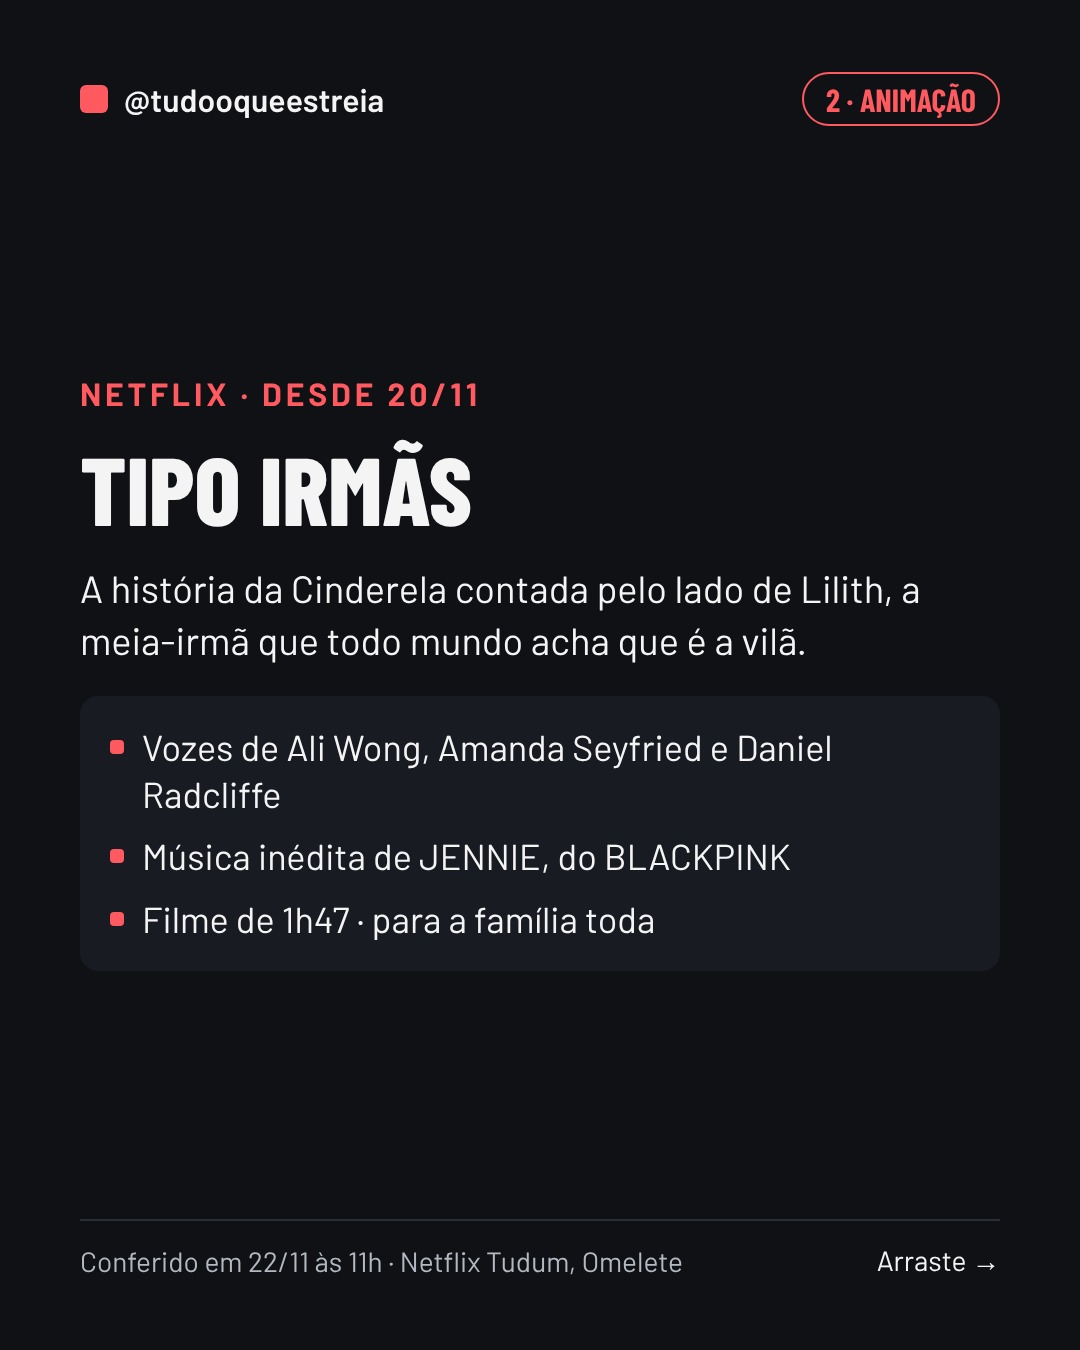 @tudooqueestreia
2 · ANIMAÇÃO
NETFLIX · DESDE 20/11
TIPO IRMÃS
A história da Cinderela contada pelo lado de Lilith, a
meia-irmã que todo mundo acha que é a vilã.
Vozes de Ali Wong, Amanda Seyfried e Daniel
Radcliffe
Música inédita de JENNIE, do BLACKPINK
Filme de 1h47 · para a família toda
Conferido em 22/11 às 11h · Netflix Tudum, Omelete
Arraste →